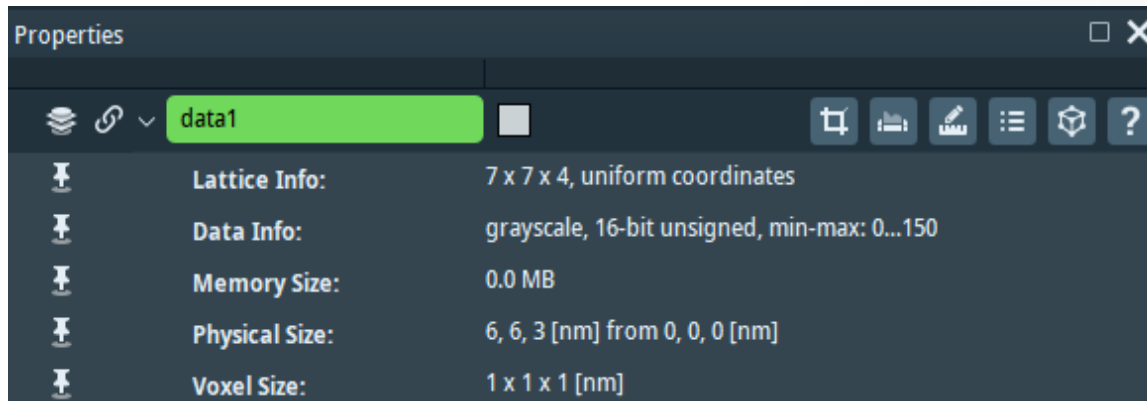 Properties
data1
?
Lattice Info: 7 x 7 x 4, uniform coordinates
Data Info: grayscale, 16-bit unsigned, min-max: 0...150
Memory Size: 0.0 MB
Physical Size: 6, 6, 3 [nm] from 0, 0, 0 [nm]
Voxel Size: 1 x 1 x 1 [nm]